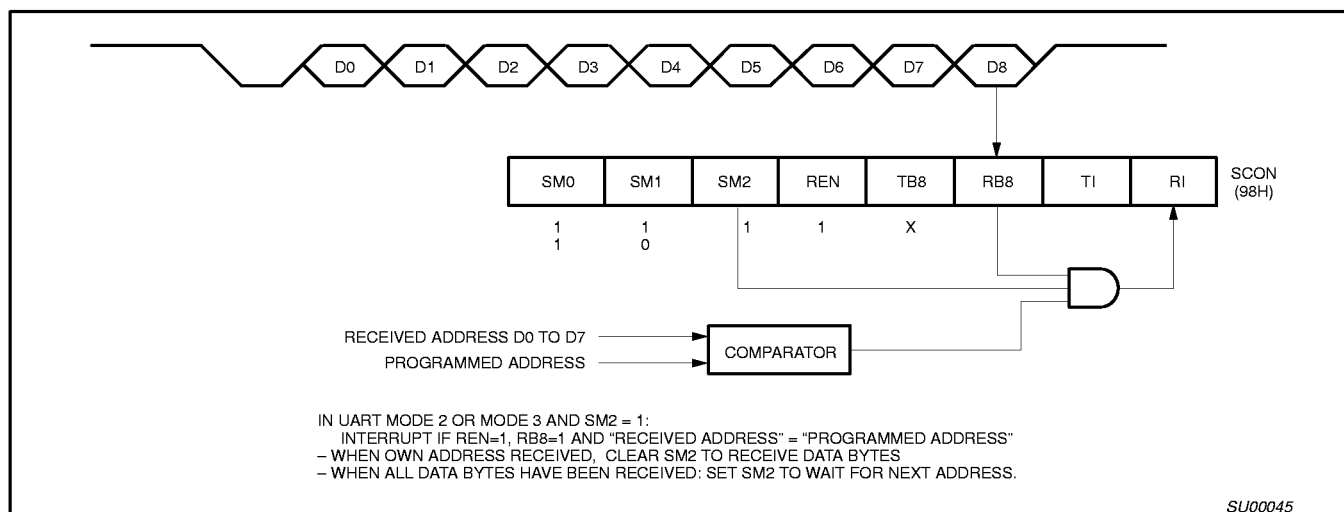 D0 D1 D2 D3 D4 D5 D6 D7 D8
SM0 SM1 SM2 REN TB8 RB8 TI RI
SCON
(98H)
1 1 1 1 X
1 0
RECEIVED ADDRESS D0 TO D7
PROGRAMMED ADDRESS
COMPARATOR
IN UART MODE 2 OR MODE 3 AND SM2 = 1:
INTERRUPT IF REN=1, RB8=1 AND “RECEIVED ADDRESS” = “PROGRAMMED ADDRESS”
– WHEN OWN ADDRESS RECEIVED, CLEAR SM2 TO RECEIVE DATA BYTES
– WHEN ALL DATA BYTES HAVE BEEN RECEIVED: SET SM2 TO WAIT FOR NEXT ADDRESS.
SU00045